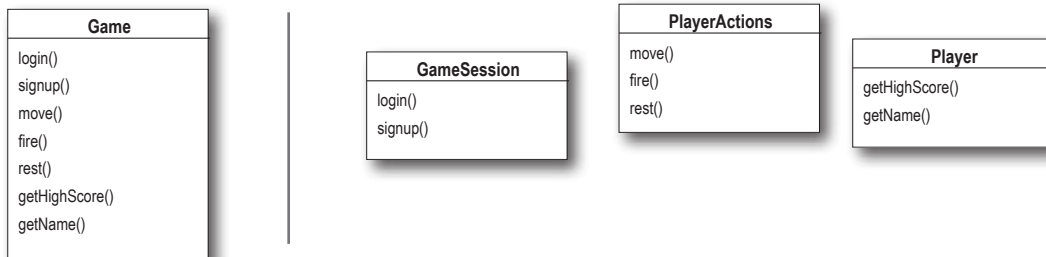 Game
login()
signup()
move()
fire()
rest()
getHighScore()
getName()
GameSession
login()
signup()
PlayerActions
move()
fire()
rest()
Player
getHighScore()
getName()